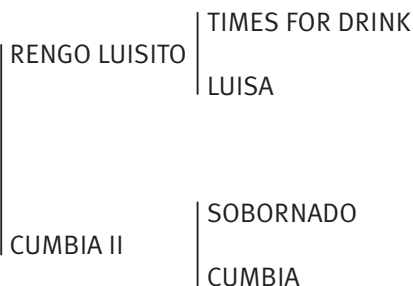 TIMES FOR DRINK
RENGO LUISITO
LUISA
SOBORNADO
CUMBIA II
CUMBIA